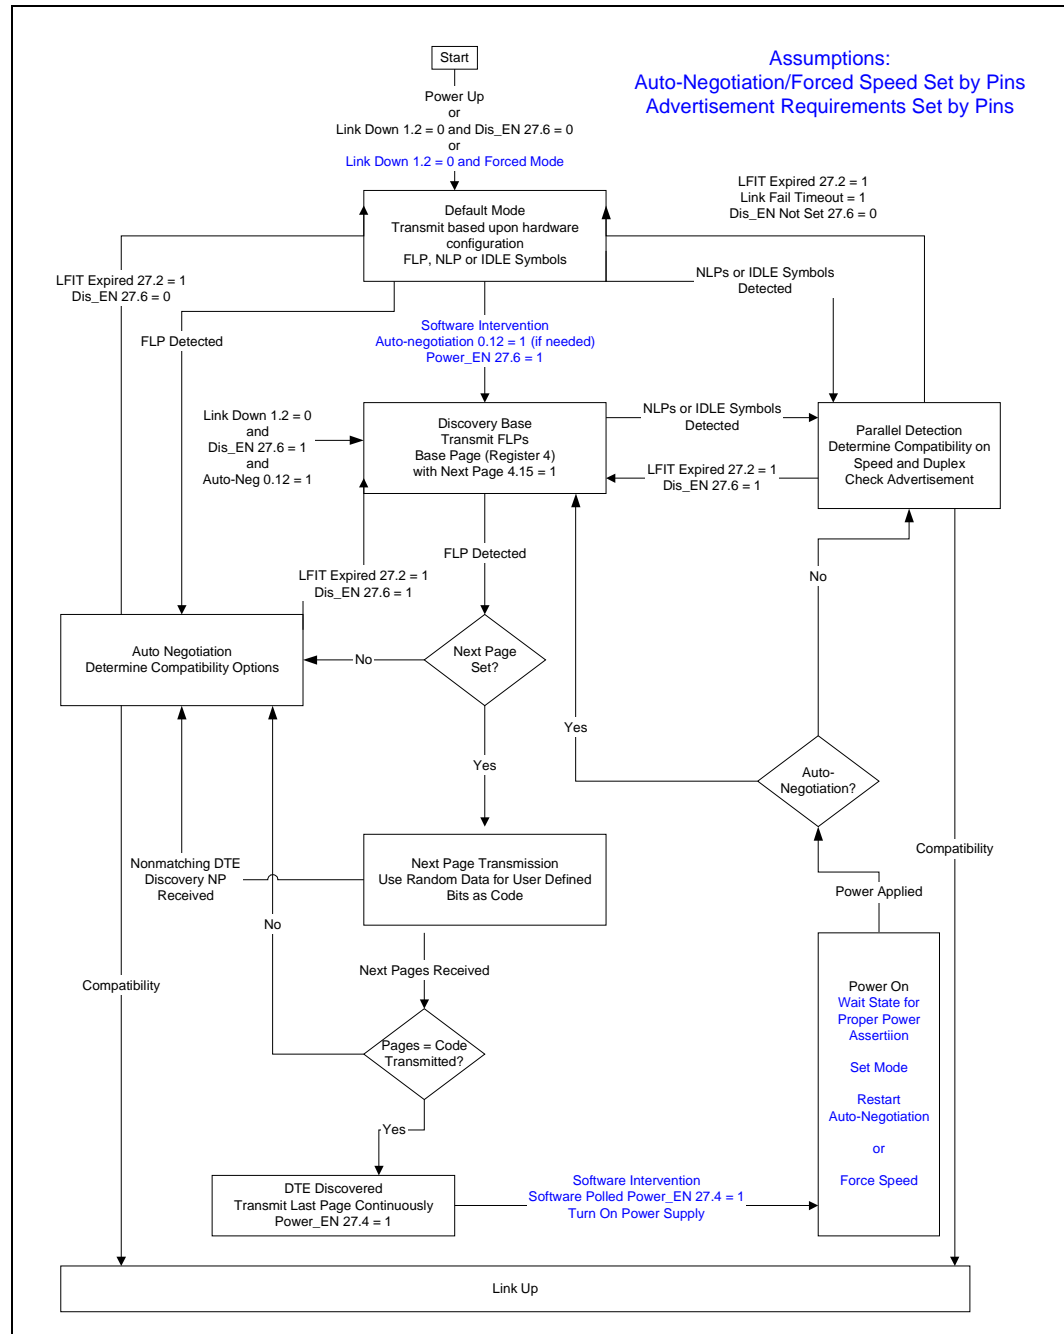 Start
Assumptions:
Auto-Negotiation/Forced Speed Set by Pins
Advertisement Requirements Set by Pins
Power Up
or
Link Down 1.2 = 0 and Dis_EN 27.6 = 0
or
Link Down 1.2 = 0 and Forced Mode
LFIT Expired 27.2 = 1
Link Fail Timeout = 1
Dis_EN Not Set 27.6 = 0
Default Mode
Transmit based upon hardware
configuration
FLP, NLP or IDLE Symbols
LFIT Expired 27.2 = 1
Dis_EN 27.6 = 0
NLPs or IDLE Symbols
Detected
FLP Detected
Software Intervention
Auto-negotiation 0.12 = 1 (if needed)
Power_EN 27.6 = 1
Link Down 1.2 = 0
and
Dis_EN 27.6 = 1
and
Auto-Neg 0.12 = 1
Discovery Base
Transmit FLPs
Base Page (Register 4)
with Next Page 4.15 = 1
NLPs or IDLE Symbols
Detected
LFIT Expired 27.2 = 1
Dis_EN 27.6 = 1
Parallel Detection
Determine Compatibility on
Speed and Duplex
Check Advertisement
FLP Detected
LFIT Expired 27.2 = 1
Dis_EN 27.6 = 1
No
Auto Negotiation
Determine Compatibility Options
No
Next Page
Set?
Yes
Yes
Auto-
Negotiation?
Nonmatching DTE
Discovery NP
Received
Next Page Transmission
Use Random Data for User Defined
Bits as Code
Compatibility
Power Applied
No
Next Pages Received
Compatibility
Pages = Code
Transmitted?
Power On
Wait State for
Proper Power
Assertiion
Set Mode
Restart
Auto-Negotiation
or
Force Speed
Yes
DTE Discovered
Transmit Last Page Continuously
Power_EN 27.4 = 1
Software Intervention
Software Polled Power_EN 27.4 = 1
Turn On Power Supply
Link Up